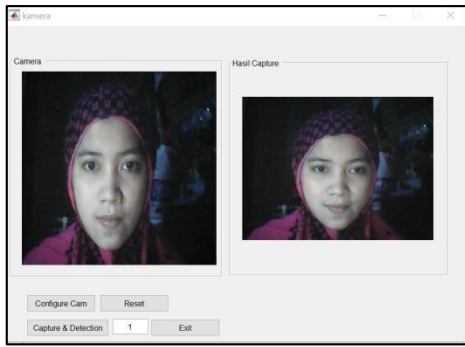 kamera
Camera
Hasil Capture
Configure Cam
Reset
Capture & Detection
1
Exit